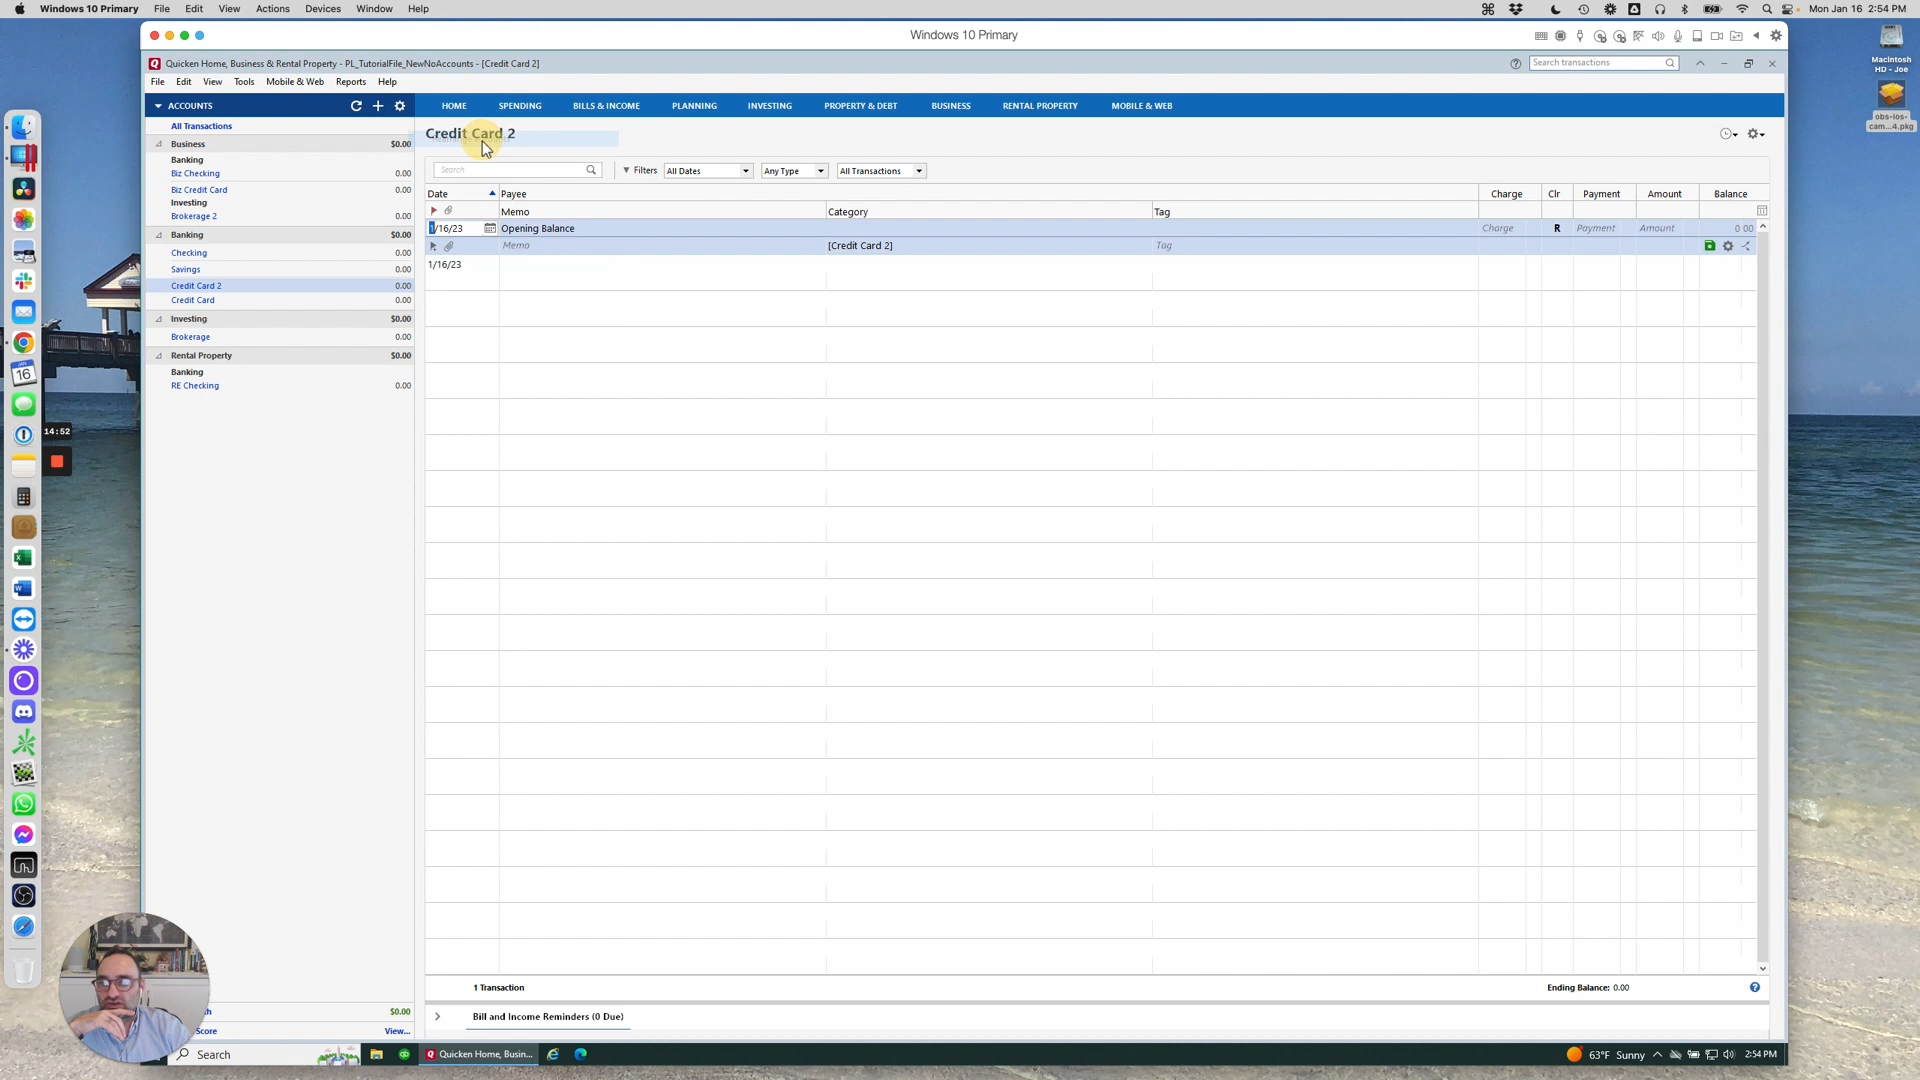 Windows 10 Primary File Edit View Actions Devices Window Help Mon Jan 16 2:54 PM
Windows 10 Primary
Quicken Home, Business & Rental Property - PL_TutorialFile_NewNoAccounts - [Credit Card 2] Search transactions
File Edit View Tools Mobile & Web Reports Help
ACCOUNTS HOME SPENDING BILLS & INCOME PLANNING INVESTING PROPERTY & DEBT BUSINESS RENTAL PROPERTY MOBILE & WEB
All Transactions
Business $0.00
Banking
Biz Checking 0.00
Biz Credit Card 0.00
Investing
Brokerage 2 0.00
Banking $0.00
Checking 0.00
Savings 0.00
Credit Card 2 0.00
Credit Card 0.00
Investing $0.00
Brokerage 0.00
Rental Property $0.00
Banking
RE Checking 0.00
Credit Card 2
Search Filters All Dates Any Type All Transactions
Date Payee Charge Clr Payment Amount Balance
Memo Category Tag
1/16/23 Opening Balance Charge R Payment Amount 0 00
Memo [Credit Card 2] Tag
1/16/23
1 Transaction Ending Balance: 0.00
Bill and Income Reminders (0 Due)
$0.00
Score View...
Search Quicken Home, Busin... 63°F Sunny 2:54 PM
14:52
JAN
16
Macintosh
HD - Joe
obs-ios-
cam...4.pkg